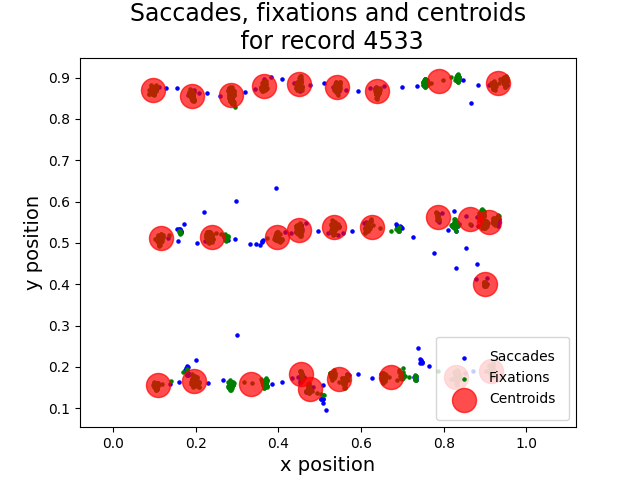 Saccades, fixations and centroids
for record 4533
y position
0.9
0.8
0.7
0.6
0.5
0.4
0.3
0.2
0.1
Saccades
Fixations
Centroids
0.0 0.2 0.4 0.6 0.8 1.0
x position